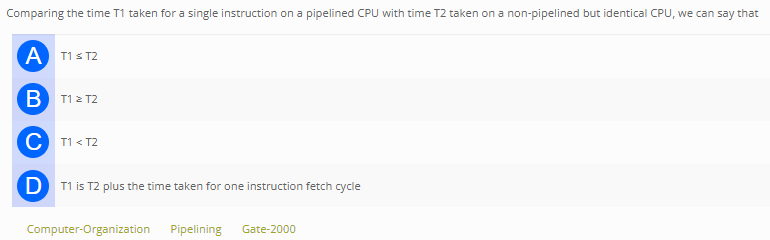 Comparing the time T1 taken for a single instruction on a pipelined CPU with time T2 taken on a non-pipelined but identical CPU, we can say that
A T1 ≤ T2
B T1 ≥ T2
C T1 < T2
D T1 is T2 plus the time taken for one instruction fetch cycle
Computer-Organization Pipelining Gate-2000